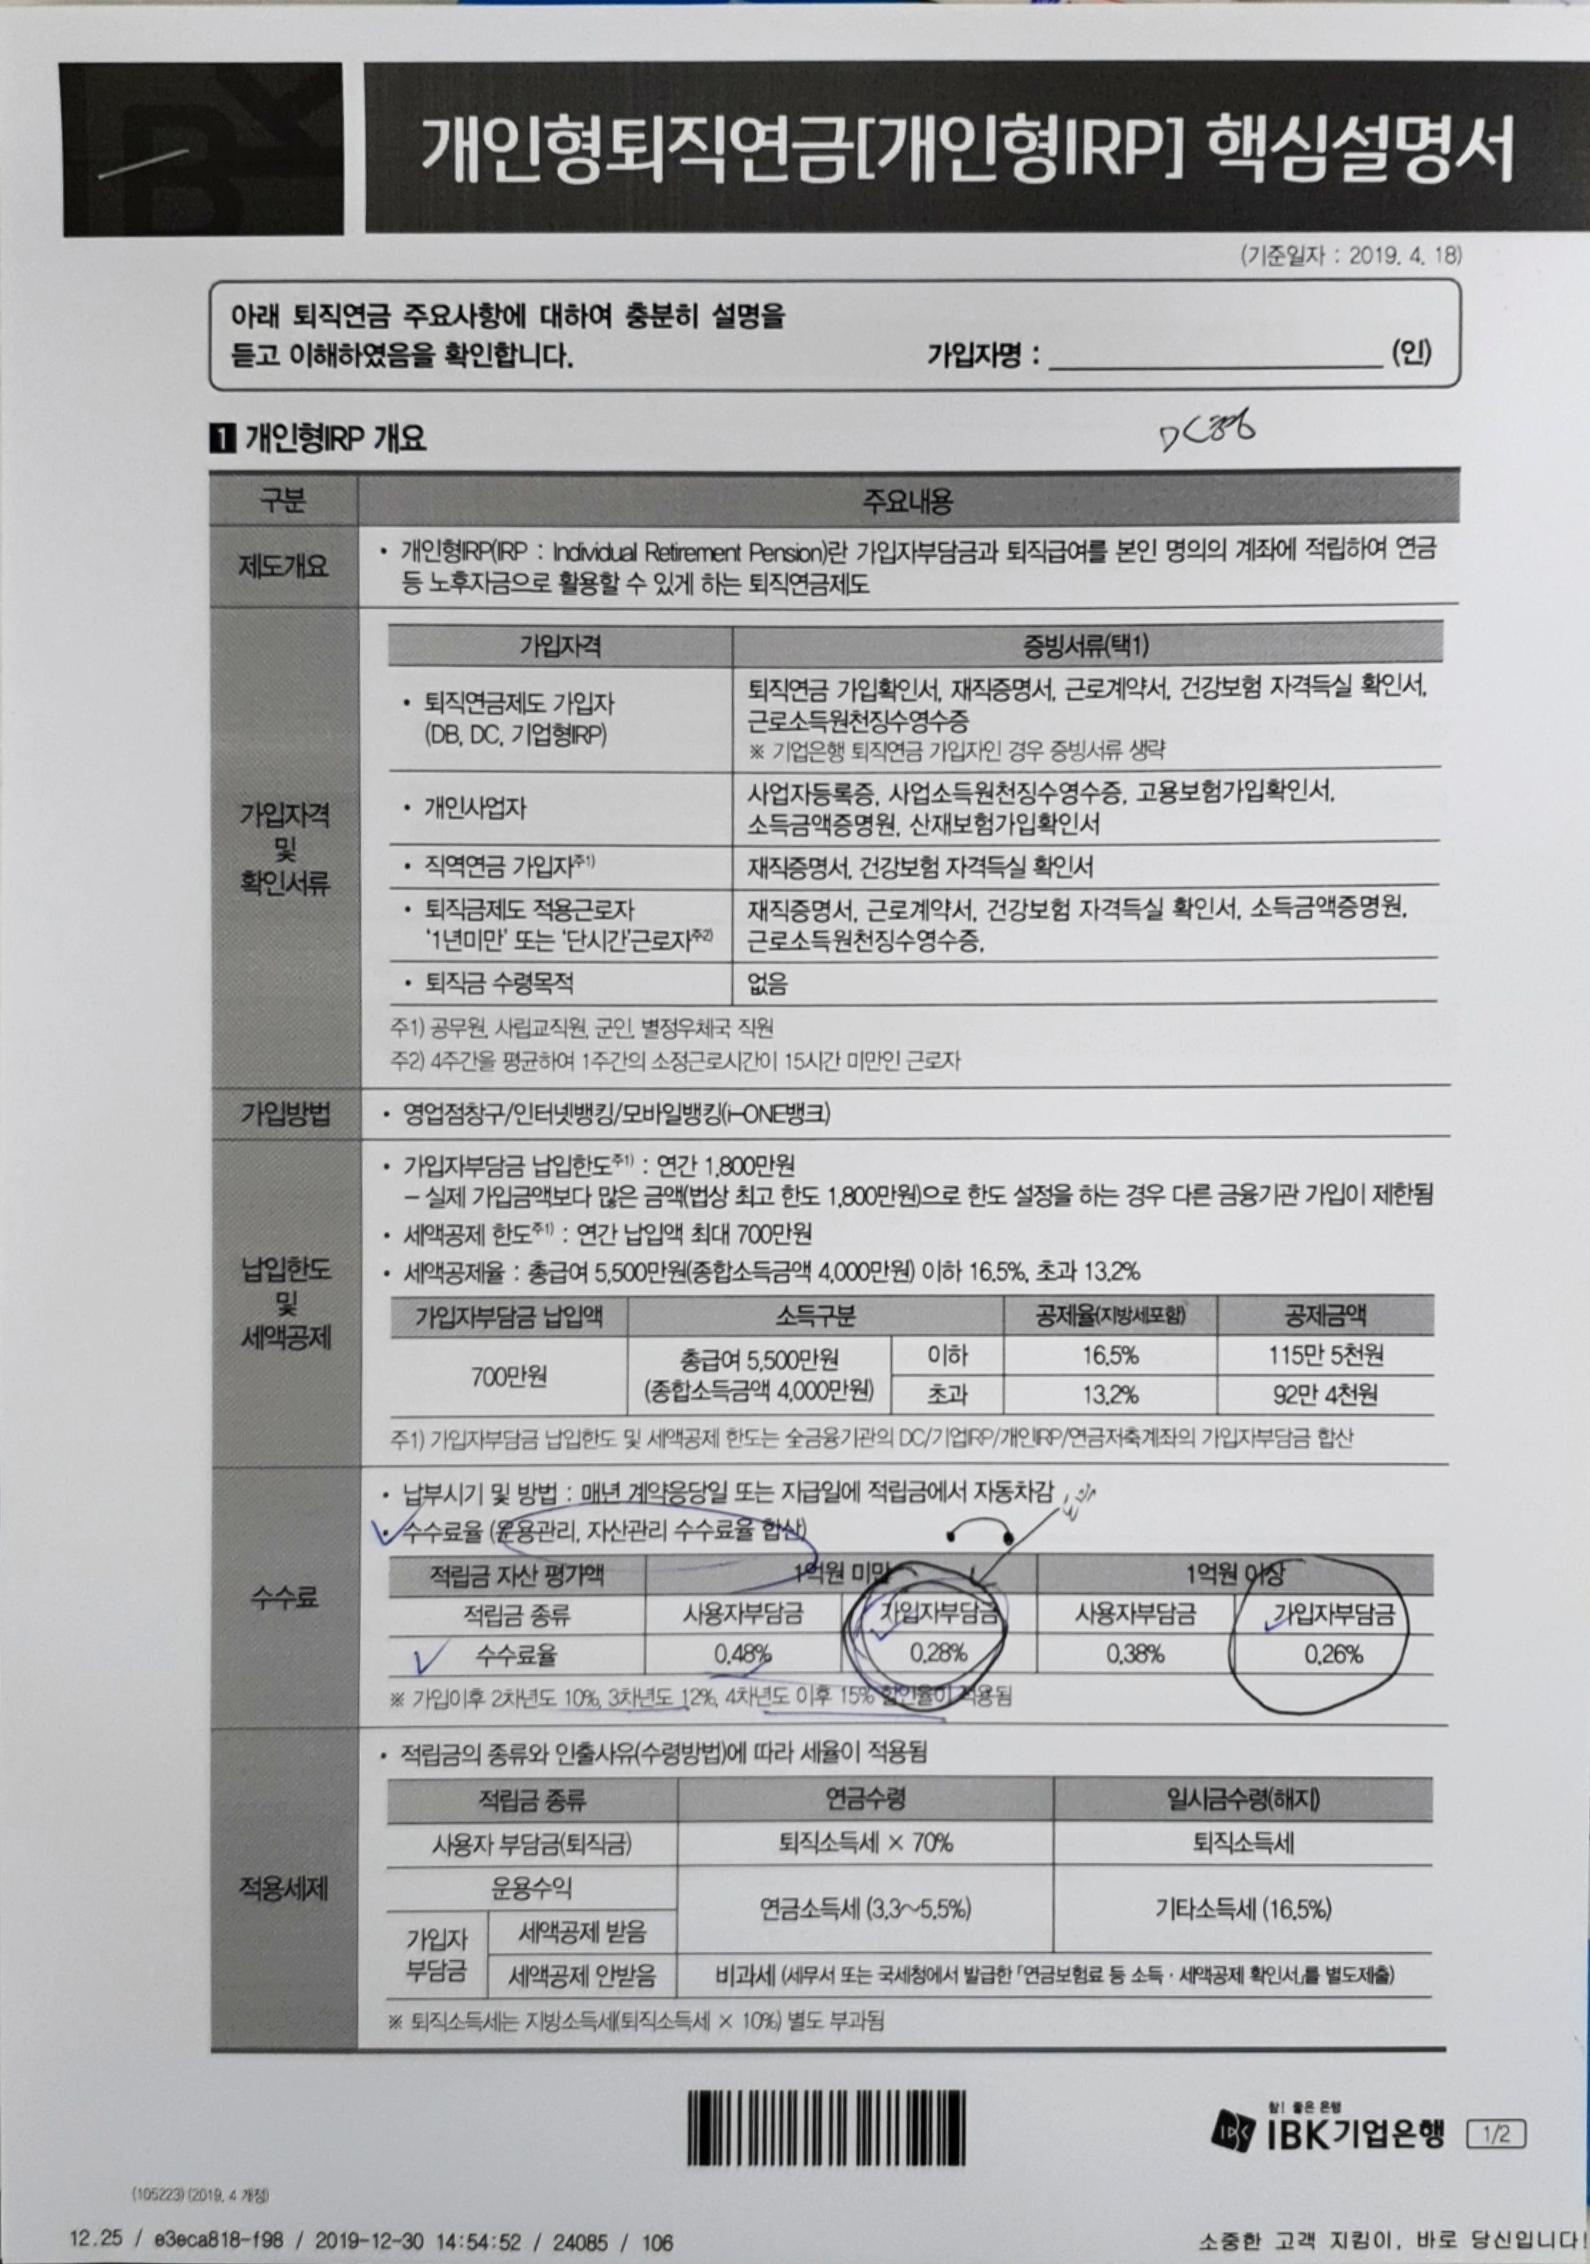 개인형퇴직연금[개인형IRP] 핵심설명서
(기준일자 : 2019. 4. 18)
아래 퇴직연금 주요사항에 대하여 충분히 설명을
듣고 이해하였음을 확인합니다.
가입자명 : (인)
1 개인형IRP 개요
구분 주요내용
제도개요
• 개인형IRP(IRP : Individual Retirement Pension)란 가입자부담금과 퇴직급여를 본인 명의의 계좌에 적립하여 연금
등 노후자금으로 활용할 수 있게 하는 퇴직연금제도
가입자격
및
확인서류
가입자격 증빙서류(택1)
• 퇴직연금제도 가입자
(DB, DC, 기업형IRP)
퇴직연금 가입확인서, 재직증명서, 근로계약서, 건강보험 자격득실 확인서,
근로소득원천징수영수증
※ 기업은행 퇴직연금 가입자인 경우 증빙서류 생략
• 개인사업자
사업자등록증, 사업소득원천징수영수증, 고용보험가입확인서,
소득금액증명원, 산재보험가입확인서
• 직역연금 가입자주1) 재직증명서, 건강보험 자격득실 확인서
• 퇴직금제도 적용근로자
'1년미만' 또는 '단시간'근로자주2)
재직증명서, 근로계약서, 건강보험 자격득실 확인서, 소득금액증명원,
근로소득원천징수영수증,
• 퇴직금 수령목적 없음
주1) 공무원, 사립교직원, 군인, 별정우체국 직원
주2) 4주간을 평균하여 1주간의 소정근로시간이 15시간 미만인 근로자
가입방법 • 영업점창구/인터넷뱅킹/모바일뱅킹(i-ONE뱅크)
납입한도
및
세액공제
• 가입자부담금 납입한도주1) : 연간 1,800만원
– 실제 가입금액보다 많은 금액(법상 최고 한도 1,800만원)으로 한도 설정을 하는 경우 다른 금융기관 가입이 제한됨
• 세액공제 한도주1) : 연간 납입액 최대 700만원
• 세액공제율 : 총급여 5,500만원(종합소득금액 4,000만원) 이하 16.5%, 초과 13.2%
가입자부담금 납입액 소득구분 공제율(지방세포함) 공제금액
700만원
총급여 5,500만원
(종합소득금액 4,000만원)
이하 16.5% 115만 5천원
초과 13.2% 92만 4천원
주1) 가입자부담금 납입한도 및 세액공제 한도는 全금융기관의 DC/기업IRP/개인IRP/연금저축계좌의 가입자부담금 합산
수수료
• 납부시기 및 방법 : 매년 계약응당일 또는 지급일에 적립금에서 자동차감
• 수수료율 (운용관리, 자산관리 수수료율 합산)
적립금 자산 평가액 1억원 미만 1억원 이상
적립금 종류 사용자부담금 가입자부담금 사용자부담금 가입자부담금
수수료율 0.48% 0.28% 0.38% 0.26%
※ 가입이후 2차년도 10%, 3차년도 12%, 4차년도 이후 15% 할인율이 적용됨
적용세제
• 적립금의 종류와 인출사유(수령방법)에 따라 세율이 적용됨
적립금 종류 연금수령 일시금수령(해지)
사용자 부담금(퇴직금) 퇴직소득세 × 70% 퇴직소득세
운용수익
연금소득세 (3.3~5.5%) 기타소득세 (16.5%)
가입자
부담금
세액공제 받음
세액공제 안받음 비과세 (세무서 또는 국세청에서 발급한 「연금보험료 등 소득·세액공제 확인서」를 별도제출)
※ 퇴직소득세는 지방소득세(퇴직소득세 × 10%) 별도 부과됨
참! 좋은 은행
IBK기업은행 1/2
(105223) (2019. 4 개정)
12.25 / e3eca818-f98 / 2019-12-30 14:54:52 / 24085 / 106
소중한 고객 지킴이, 바로 당신입니다!